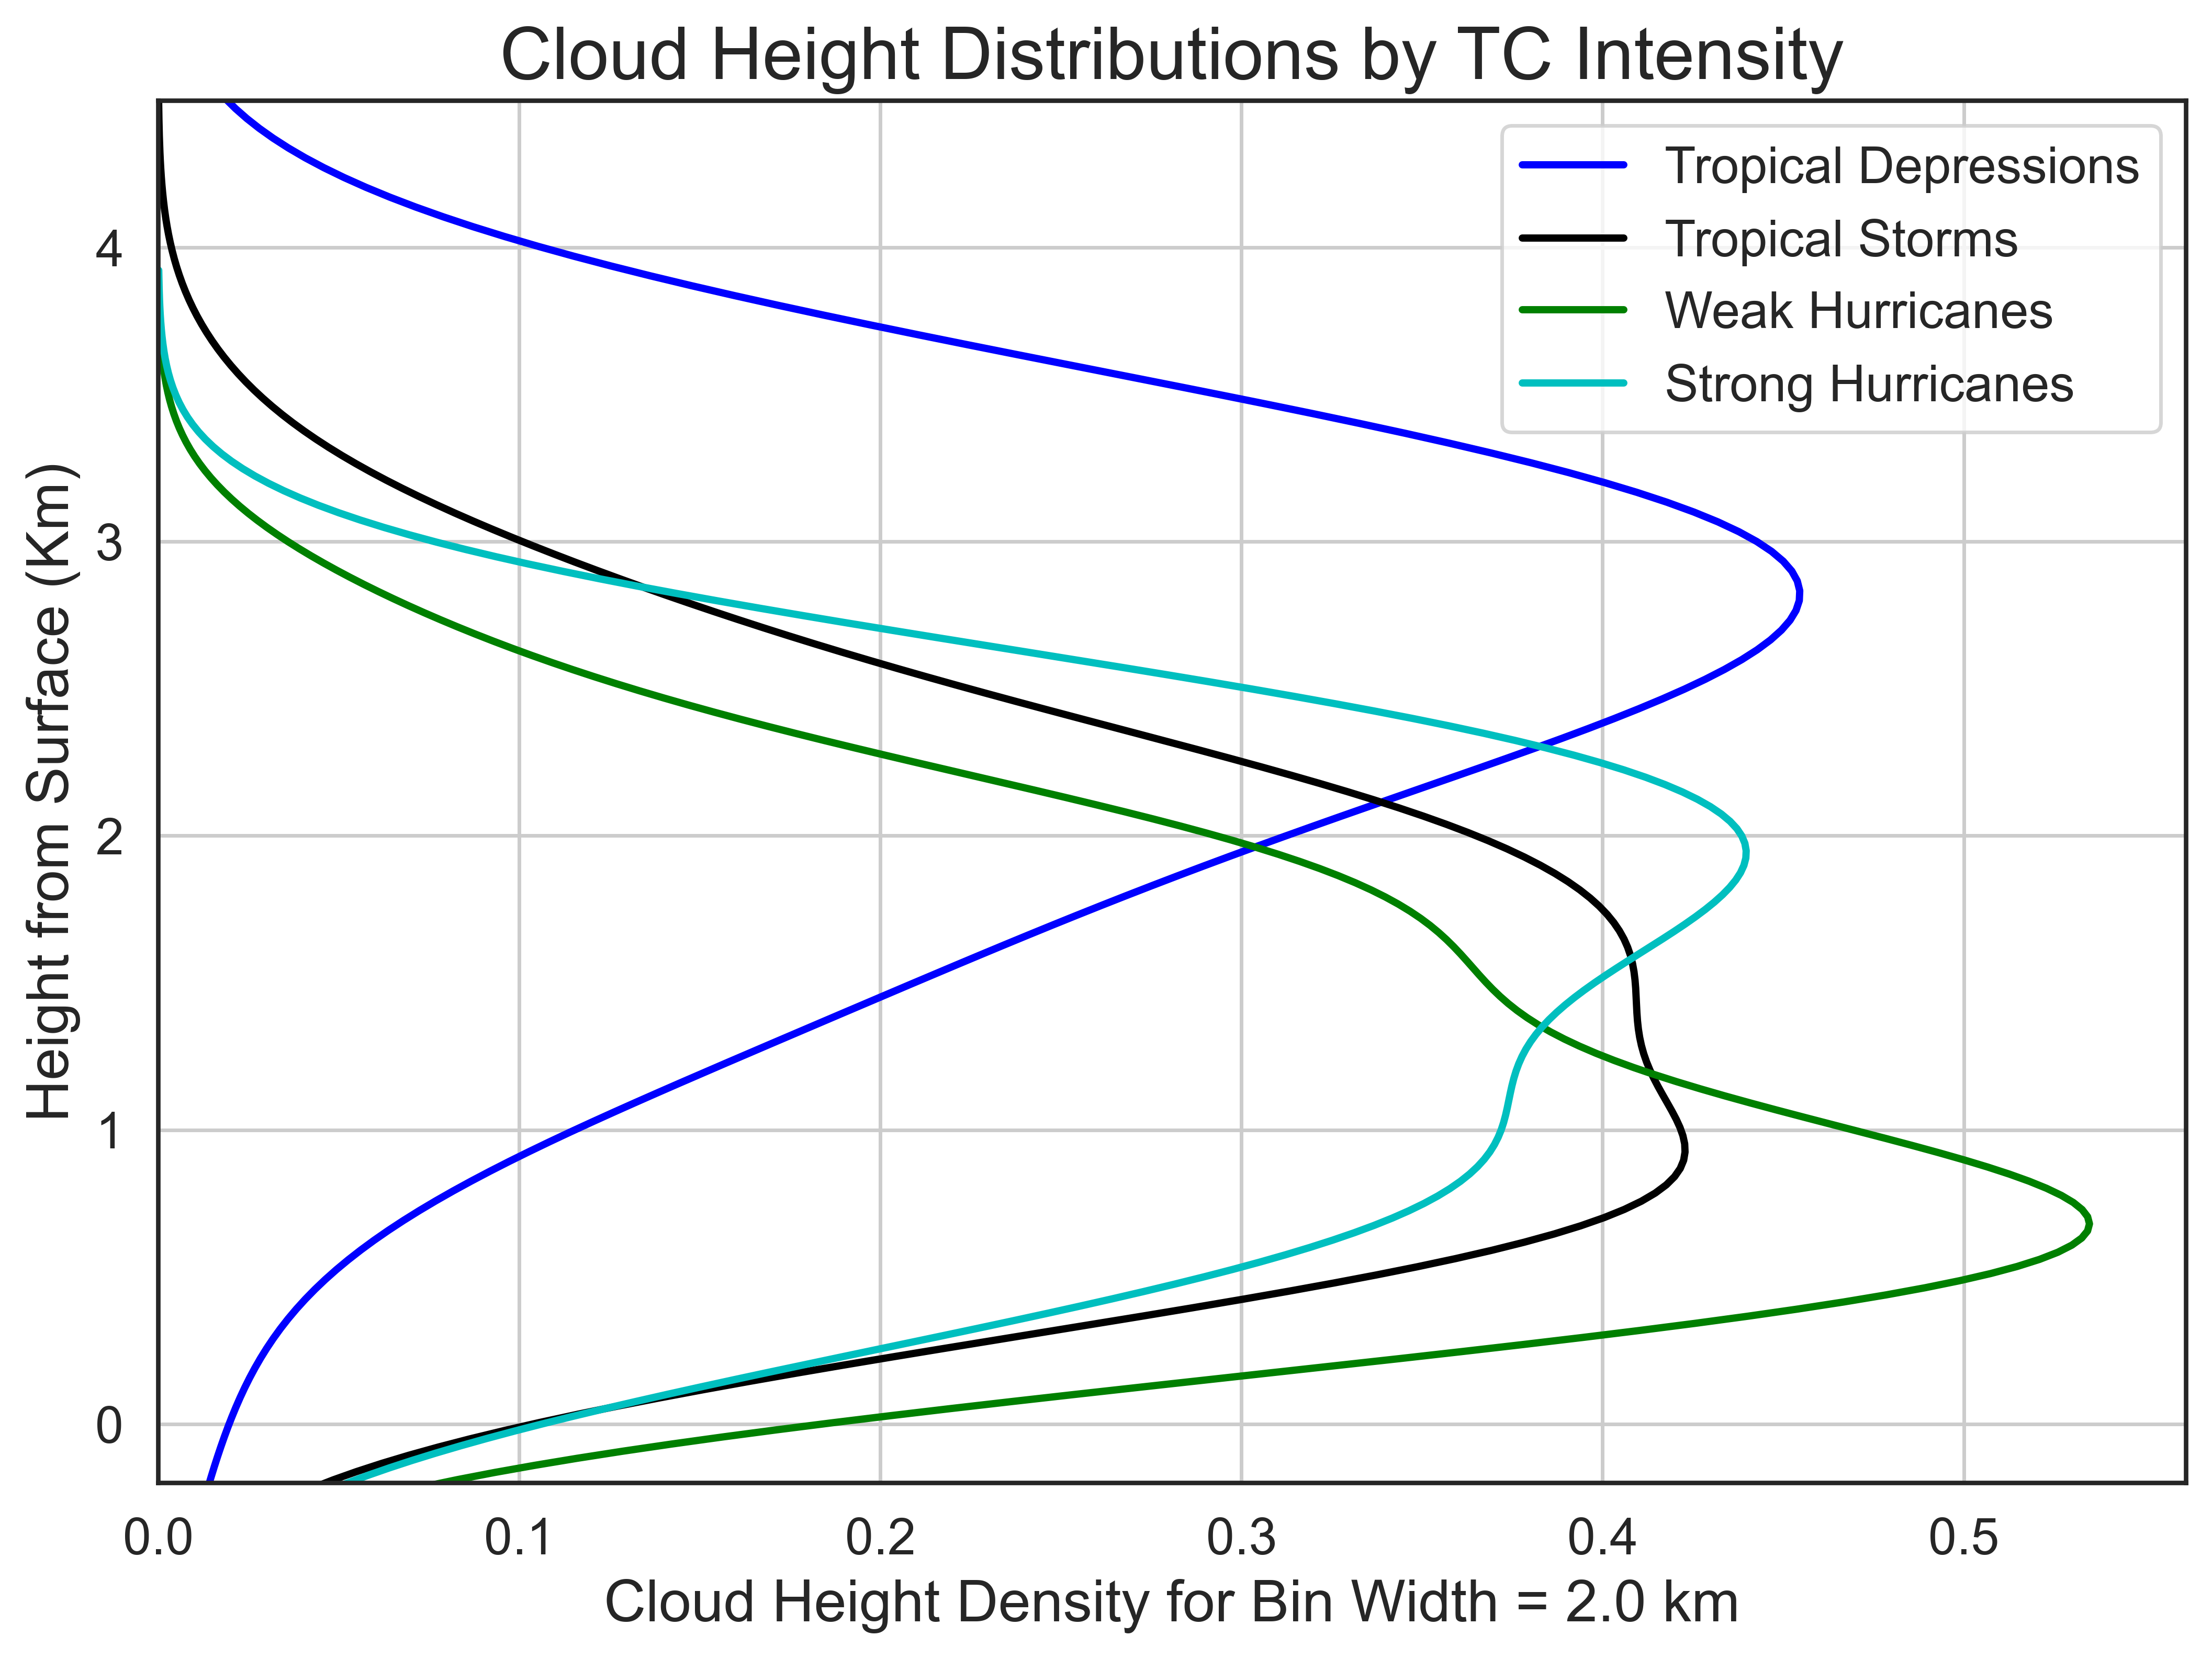 Cloud Height Distributions by TC Intensity
Tropical Depressions
Tropical Storms
Weak Hurricanes
Strong Hurricanes
Height from Surface (Km)
4
3
2
1
0
0.0 0.1 0.2 0.3 0.4 0.5
Cloud Height Density for Bin Width = 2.0 km